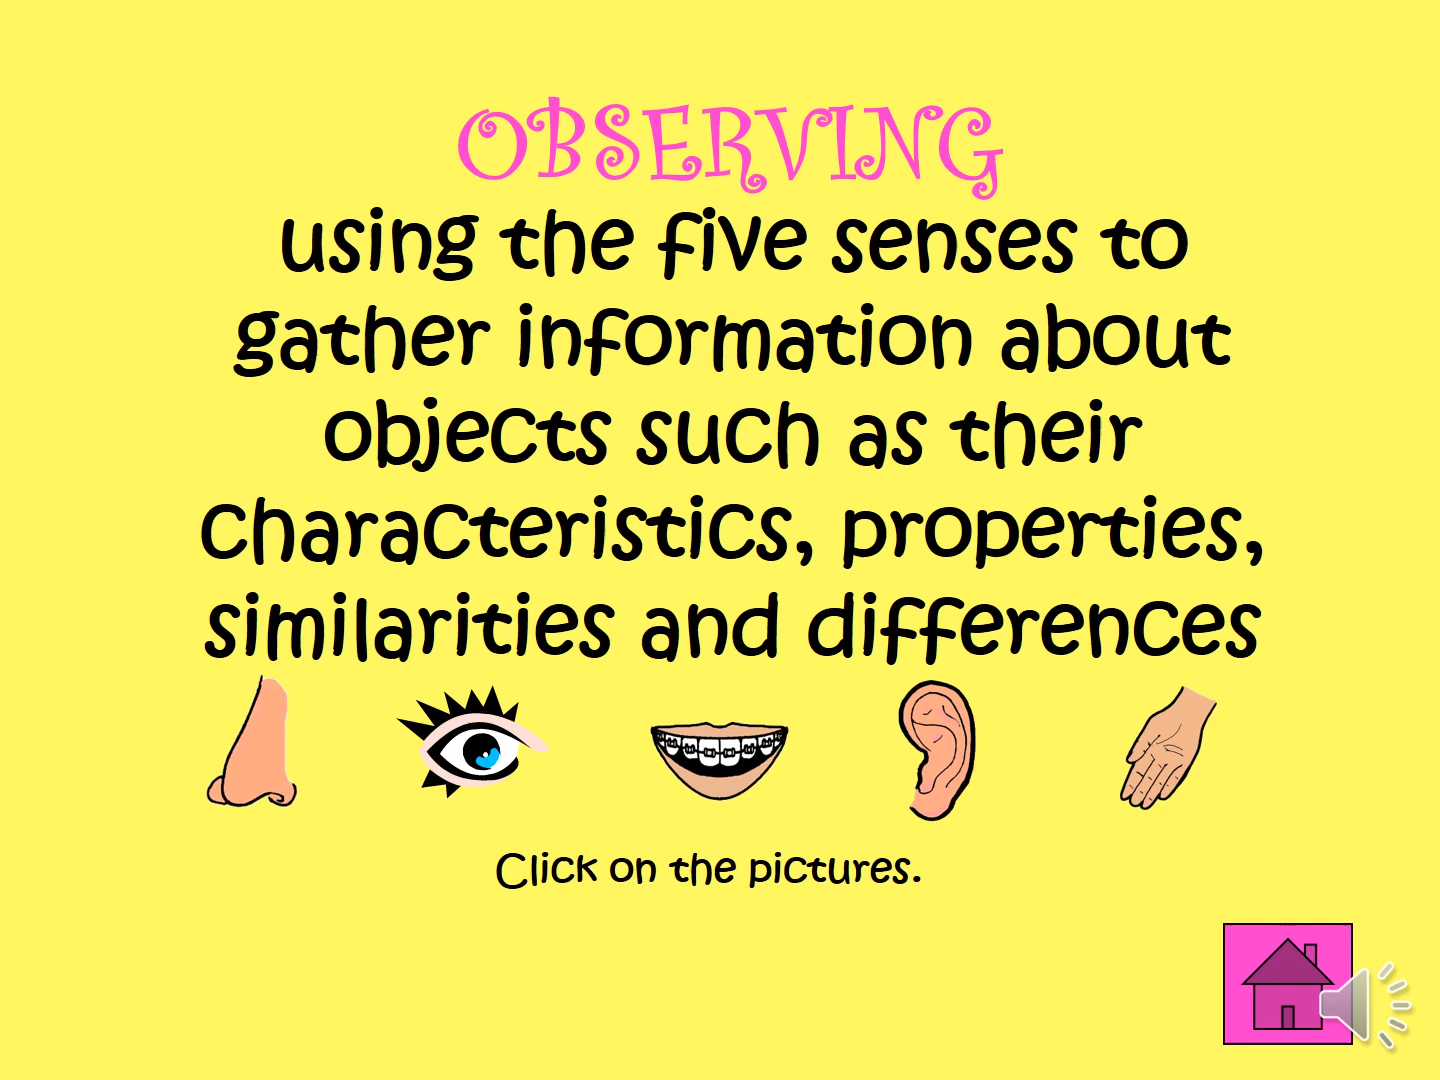 OBSERVING
using the five senses to
gather information about
objects such as their
characteristics, properties,
similarities and differences
Click on the pictures.